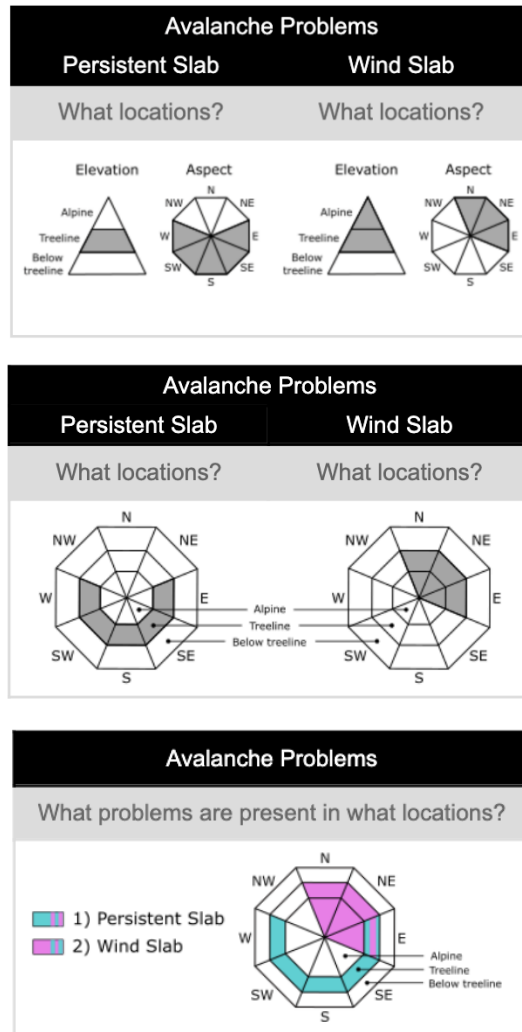 Avalanche Problems
Persistent Slab Wind Slab
What locations? What locations?
Elevation Aspect Elevation Aspect
N N
NW NE NW NE
Alpine Alpine
Treeline W E Treeline W E
Below treeline SW SE Below treeline SW SE
S S
Avalanche Problems
Persistent Slab Wind Slab
What locations? What locations?
N N
NW NE NW NE
W E W E
Alpine
Treeline
Below treeline
SW SE SW SE
S S
Avalanche Problems
What problems are present in what locations?
N
NW NE
1) Persistent Slab
2) Wind Slab
W E
Alpine
Treeline
Below treeline
SW SE
S